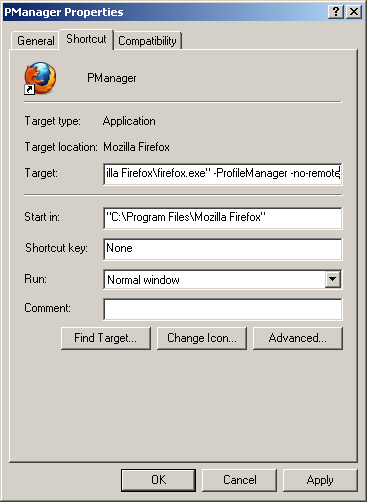 PManager Properties
General Shortcut Compatibility
PManager
Target type: Application
Target location: Mozilla Firefox
Target: illa Firefox\firefox.exe" -ProfileManager -no-remote
Start in: "C:\Program Files\Mozilla Firefox"
Shortcut key: None
Run: Normal window
Comment:
Find Target... Change Icon... Advanced...
OK Cancel Apply